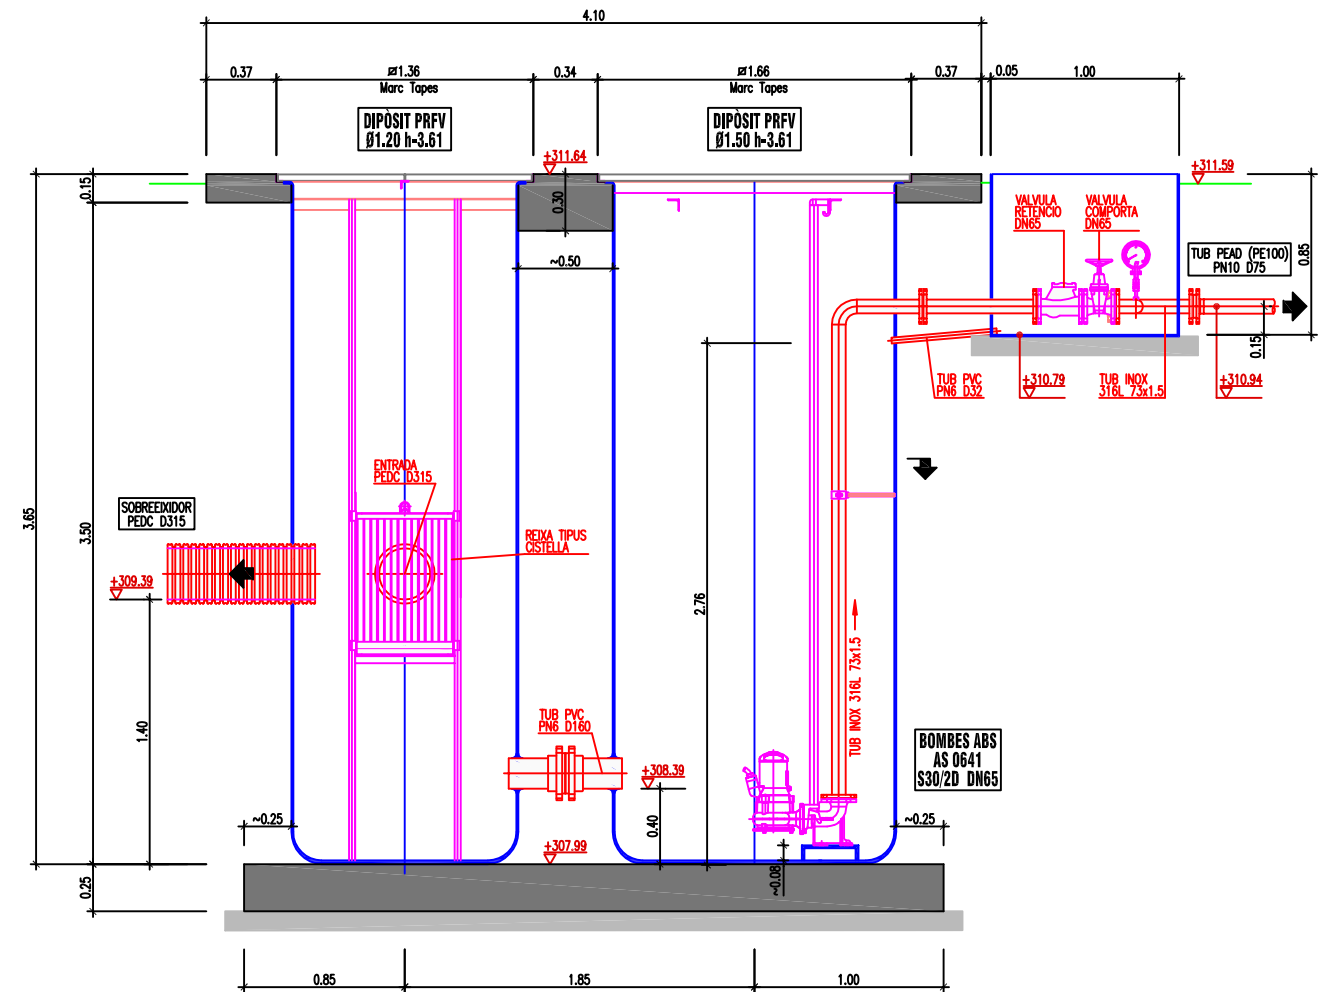 4.10
0.37
Ø1.36
Marc Tapes
0.34
Ø1.66
Marc Tapes
0.37
0.05
1.00
DIPÒSIT PRFV
Ø1.20 h-3.61
DIPÒSIT PRFV
Ø1.50 h-3.61
+311.64
+311.59
0.15
0.30
~0.50
VALVULA
RETENCIO
DN65
VALVULA
COMPORTA
DN65
TUB PEAD (PE100)
PN10 D75
0.85
0.15
TUB PVC
PN6 D32
+310.79
TUB INOX
316L 73x1.5
+310.94
ENTRADA
PEDC D315
SOBREEIXIDOR
PEDC D315
REIXA TIPUS
CISTELLA
3.65
3.50
+309.39
2.76
1.40
TUB INOX 316L 73x1.5
TUB PVC
PN6 D160
+308.39
BOMBES ABS
AS 0641
S30/2D DN65
~0.25
0.40
~0.25
+307.99
~0.08
0.25
0.85
1.85
1.00